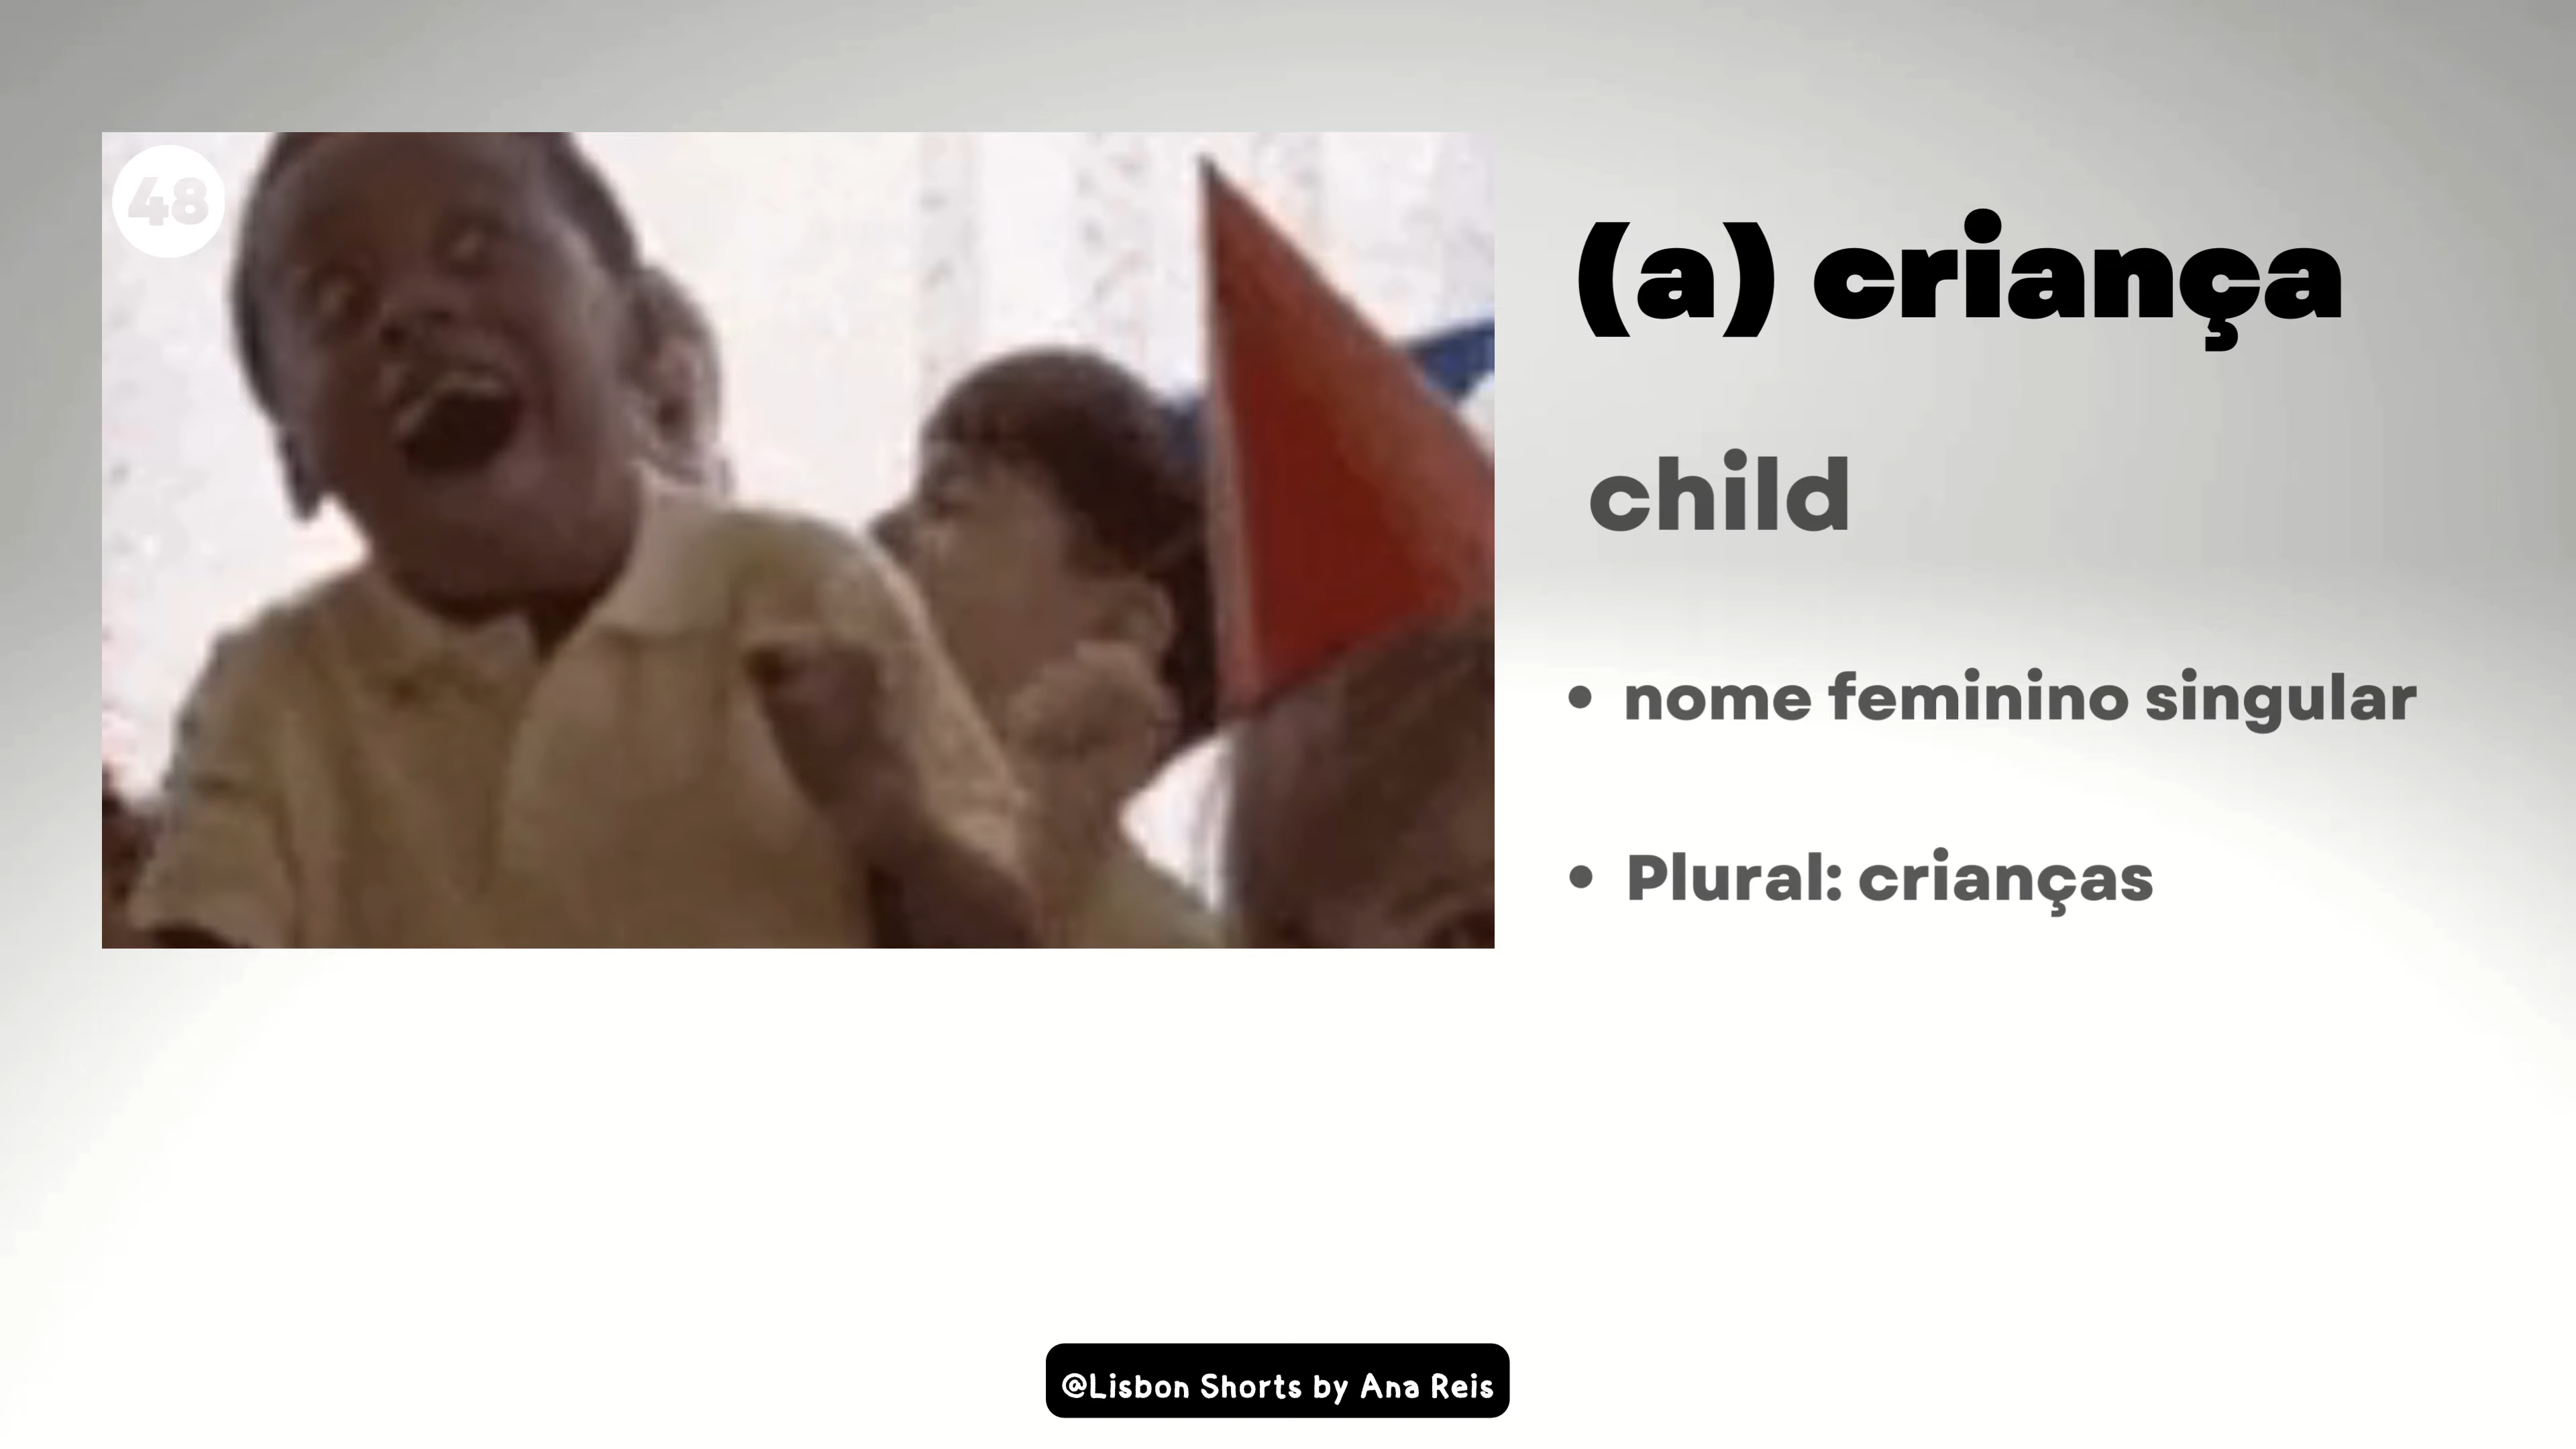 48
(a) criança
child
• nome feminino singular
• Plural: crianças
@Lisbon Shorts by Ana Reis